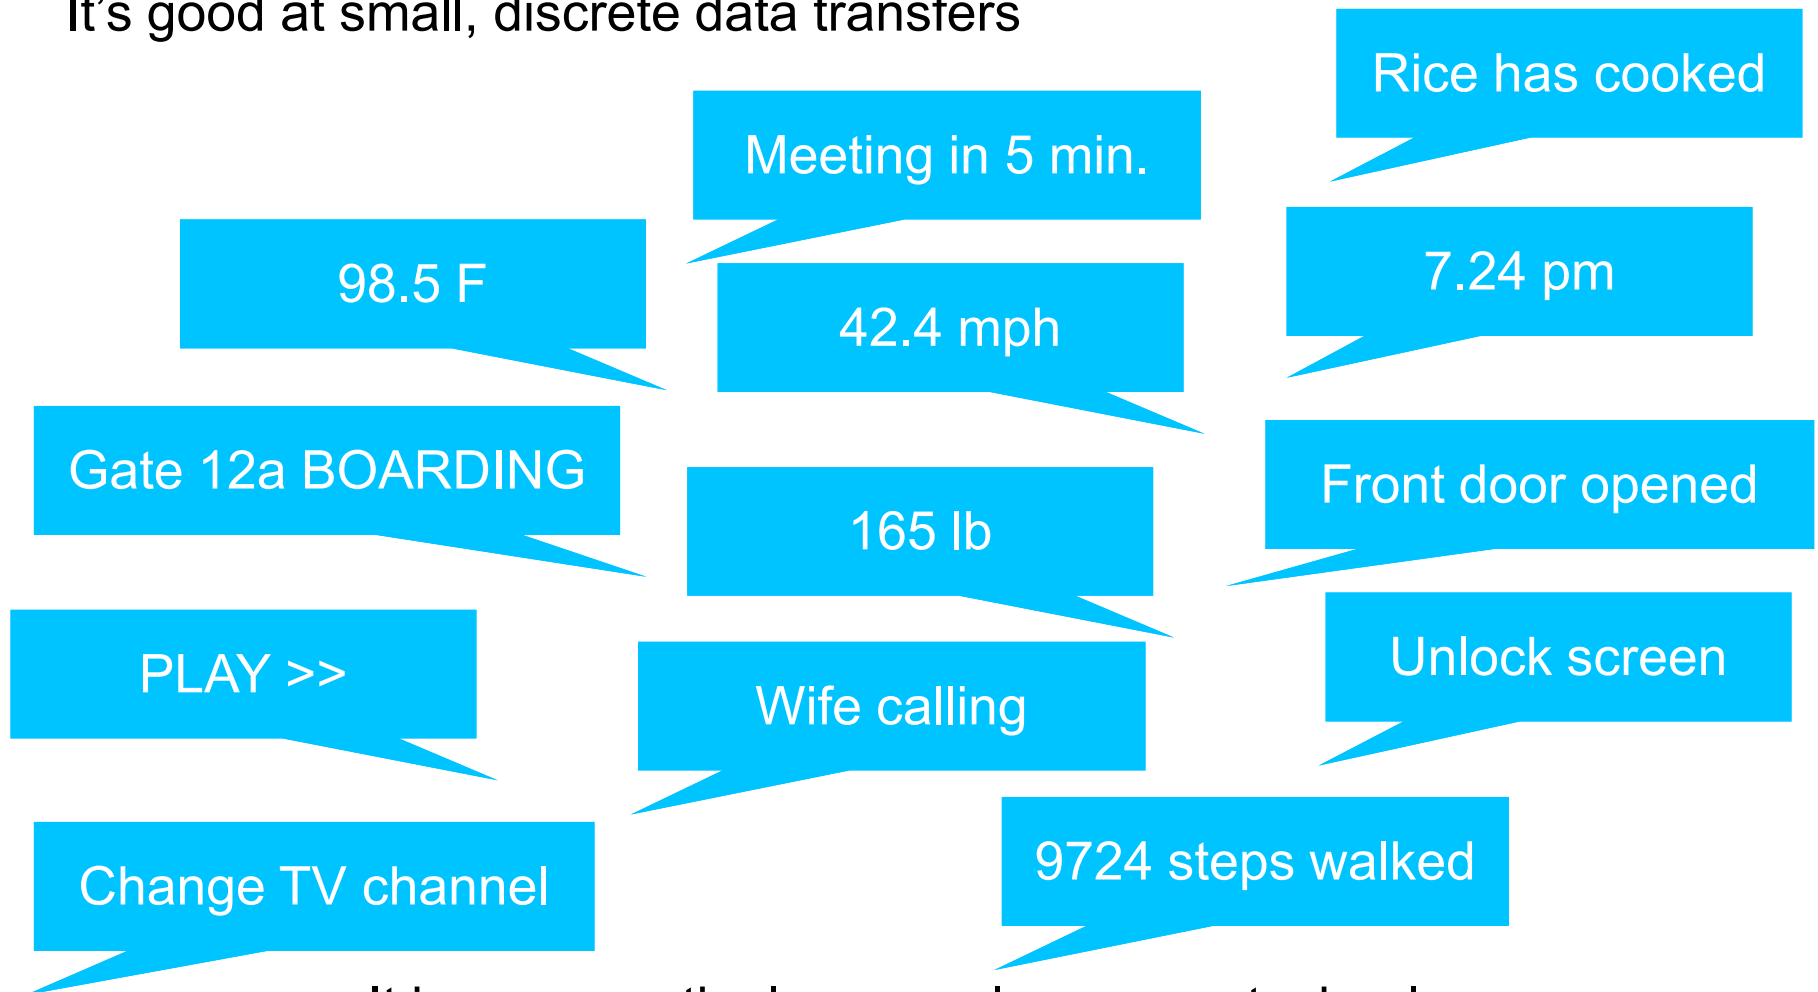 It's good at small, discrete data transfers
Rice has cooked
Meeting in 5 min.
98.5 F
7.24 pm
42.4 mph
Gate 12a BOARDING
Front door opened
165 lb
PLAY >>
Unlock screen
Wife calling
Change TV channel
9724 steps walked